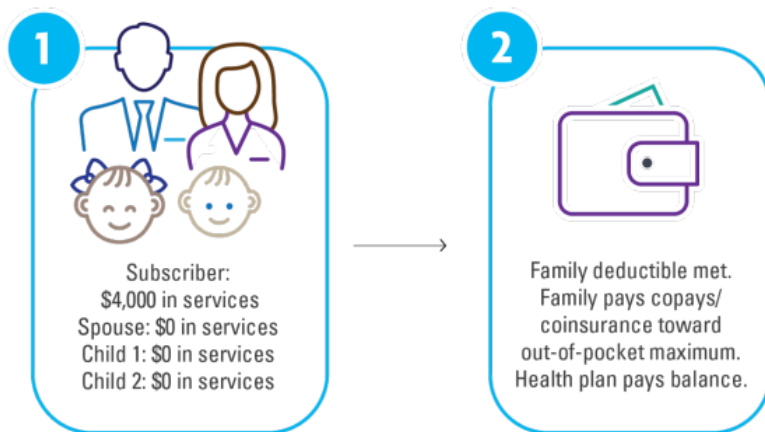 1
Subscriber:
$4,000 in services
Spouse: $0 in services
Child 1: $0 in services
Child 2: $0 in services
2
Family deductible met.
Family pays copays/
coinsurance toward
out-of-pocket maximum.
Health plan pays balance.